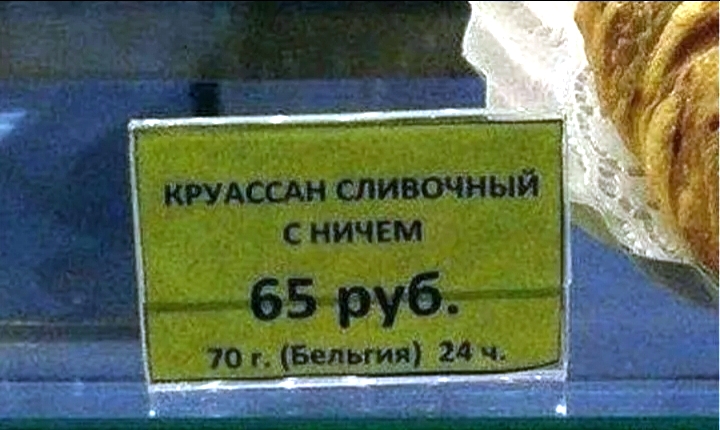 КРУАССАН СЛИВОЧНЫЙ
С НИЧЕМ
65 руб.
70 г. (Бельгия) 24 ч.